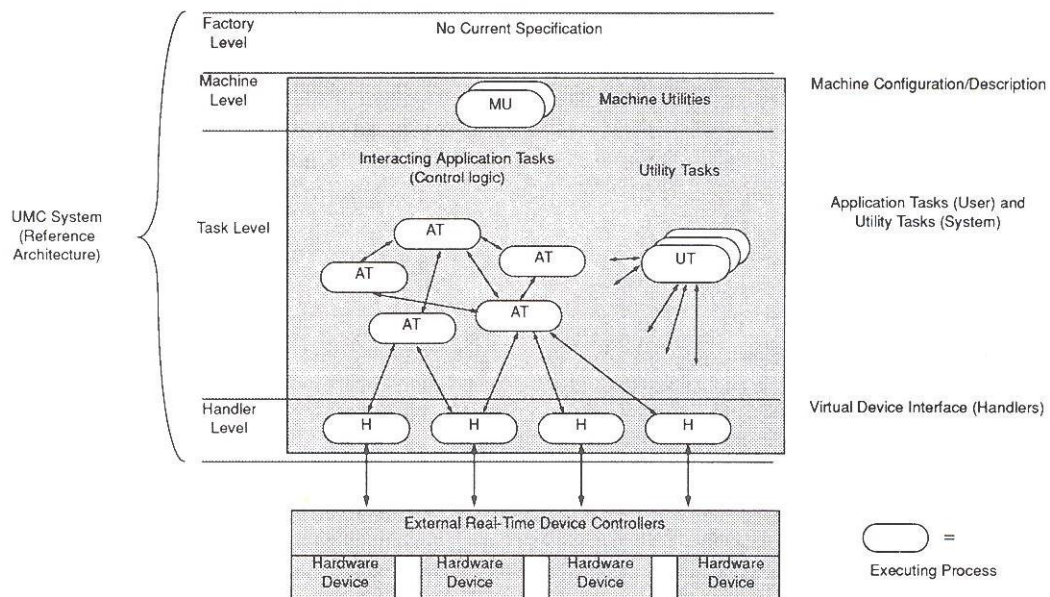 Factory
Level
No Current Specification
Machine
Level
MU
Machine Utilities
Machine Configuration/Description
Interacting Application Tasks
(Control logic)
Utility Tasks
UMC System
(Reference
Architecture)
Task Level
Application Tasks (User) and
Utility Tasks (System)
AT
AT
AT
UT
AT
AT
Handler
Level
H
H
H
H
Virtual Device Interface (Handlers)
External Real-Time Device Controllers
Hardware
Device
Hardware
Device
Hardware
Device
Hardware
Device
=
Executing Process